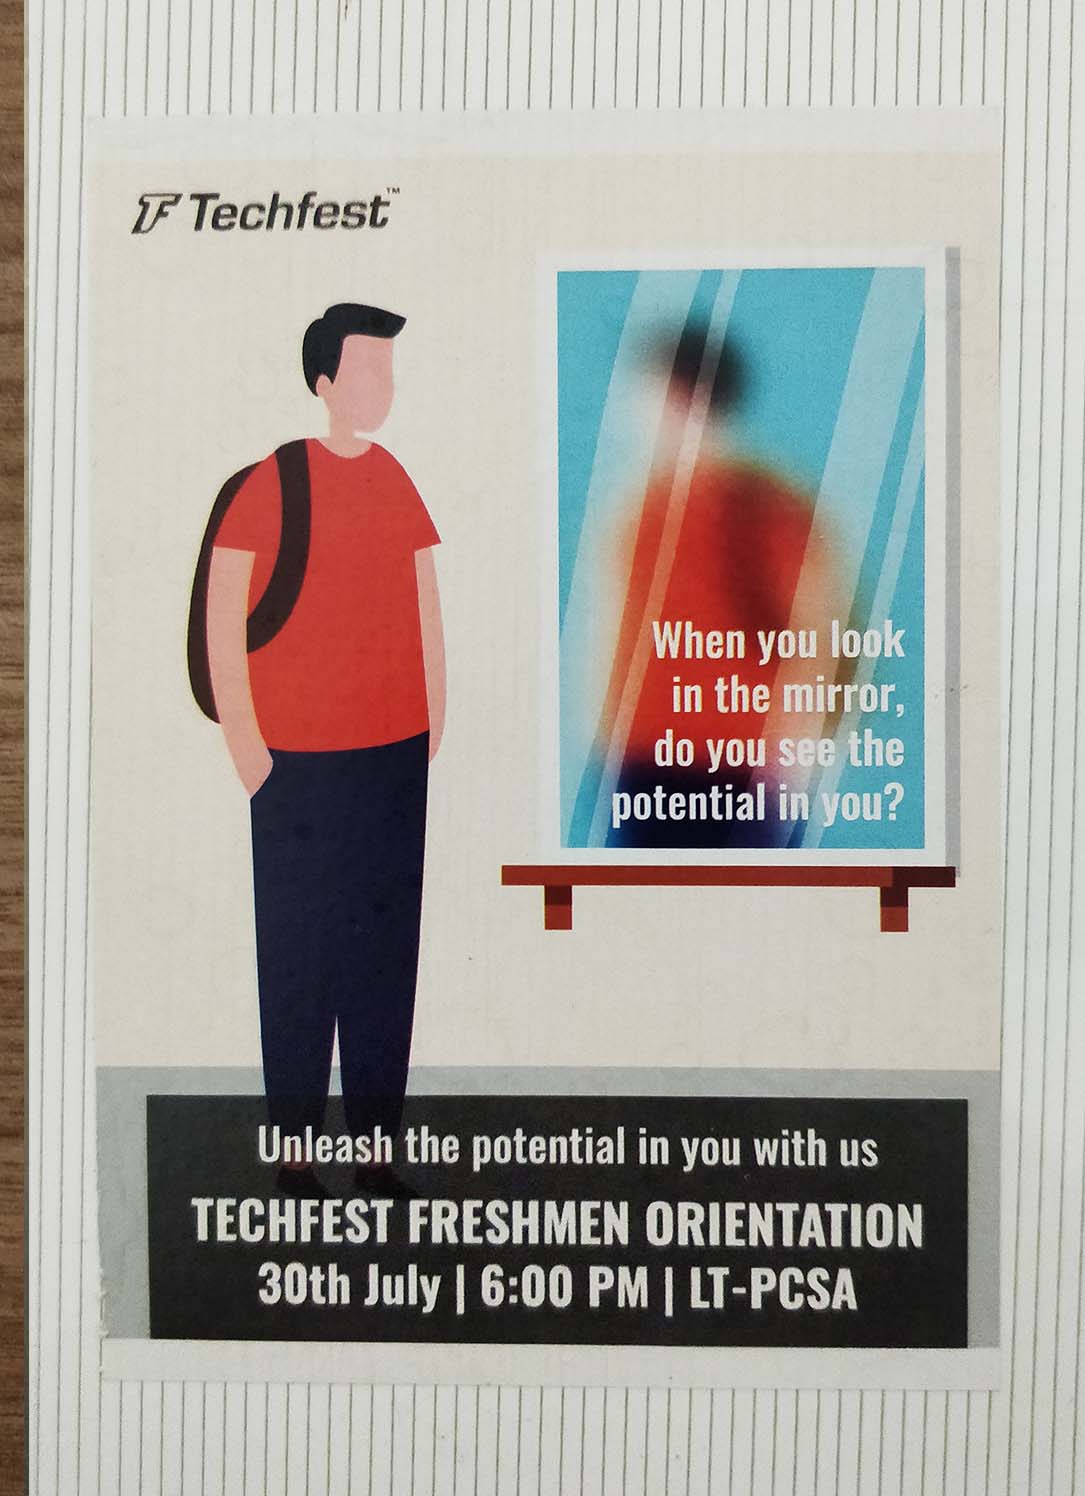 TF Techfest™
When you look
in the mirror,
do you see the
potential in you?
Unleash the potential in you with us
TECHFEST FRESHMEN ORIENTATION
30th July | 6:00 PM | LT-PCSA